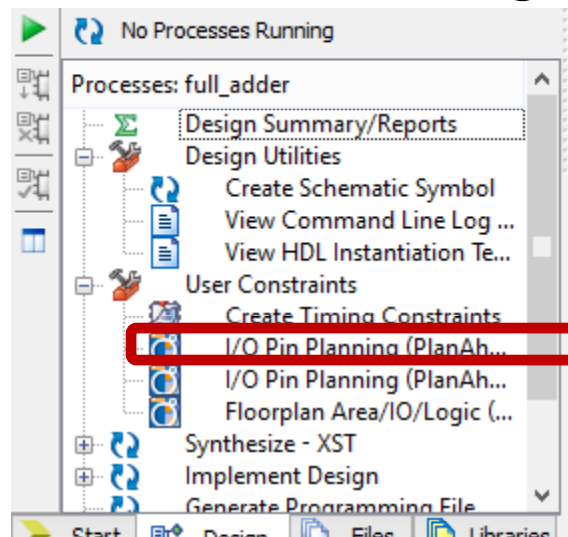 No Processes Running
Processes: full_adder
Design Summary/Reports
Design Utilities
Create Schematic Symbol
View Command Line Log ...
View HDL Instantiation Te...
User Constraints
Create Timing Constraints
I/O Pin Planning (PlanAh...
I/O Pin Planning (PlanAh...
Floorplan Area/IO/Logic (...
Synthesize - XST
Implement Design
Generate Programming File
Start Design Files Libraries